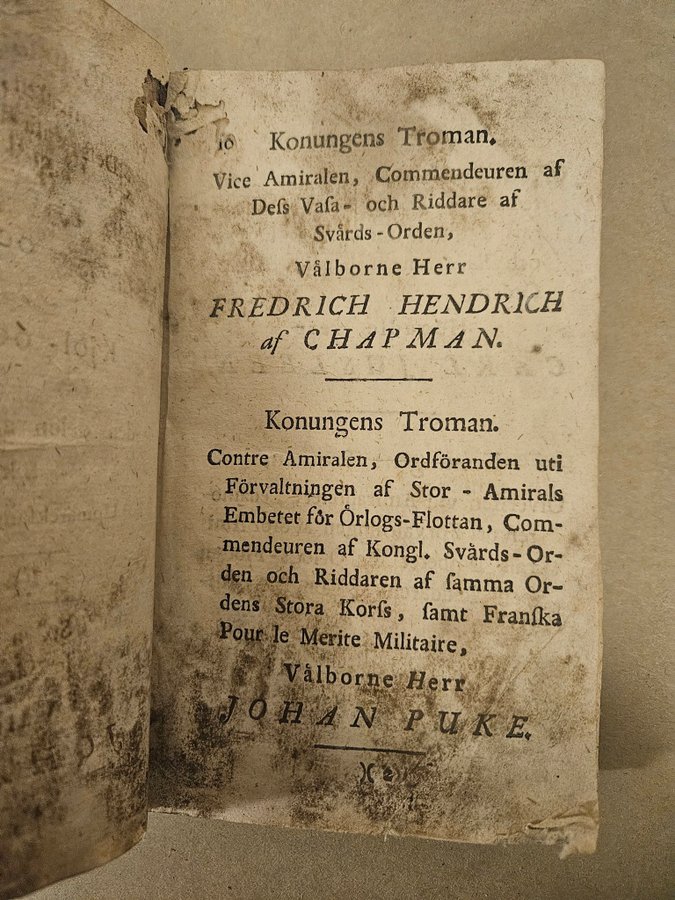 10 Konungens Troman.
Vice Amiralen, Commendeuren af
Deſs Vaſa- och Riddare af
Svårds-Orden,
Vålborne Herr
FREDRICH HENDRICH
af CHAPMAN.
Konungens Troman.
Contre Amiralen, Ordföranden uti
Förvaltningen af Stor - Amirals
Embetet för Örlogs-Flottan, Com-
mendeuren af Kongl. Svårds-Or-
den och Riddaren af ſamma Or-
dens Stora Korſs, ſamt Franſka
Pour le Merite Militaire,
Vålborne Herr
JOHAN PUKE.
)(2)